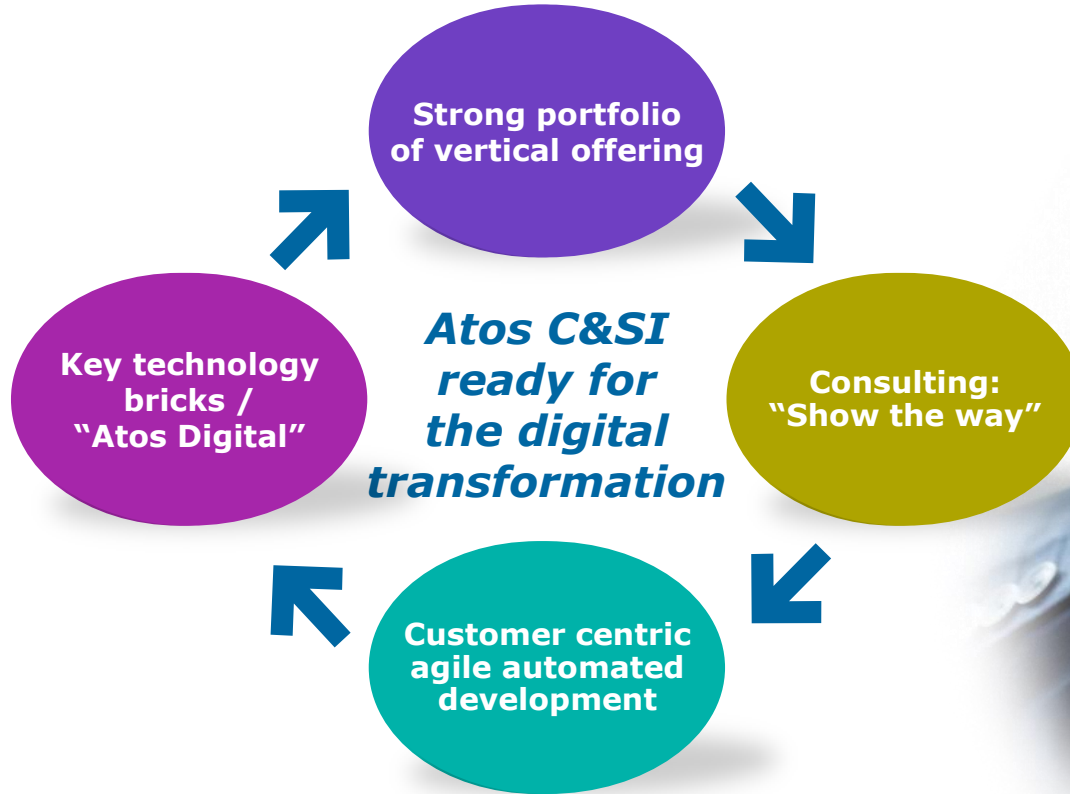 Strong portfolio
of vertical offering
Key technology
bricks /
“Atos Digital”
Atos C&SI
ready for
the digital
transformation
Consulting:
“Show the way”
Customer centric
agile automated
development